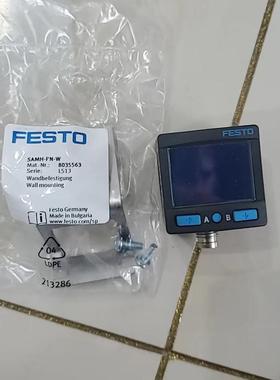 FESTO
SAMH-FN-W
Mat.-Nr.: 8035563
Serie: 1513
Wandbefestigung
Wall mounting
Festo Germany
Made in Bulgaria
www.festo.com/sp
04
LDPE
213286
FESTO
A
B